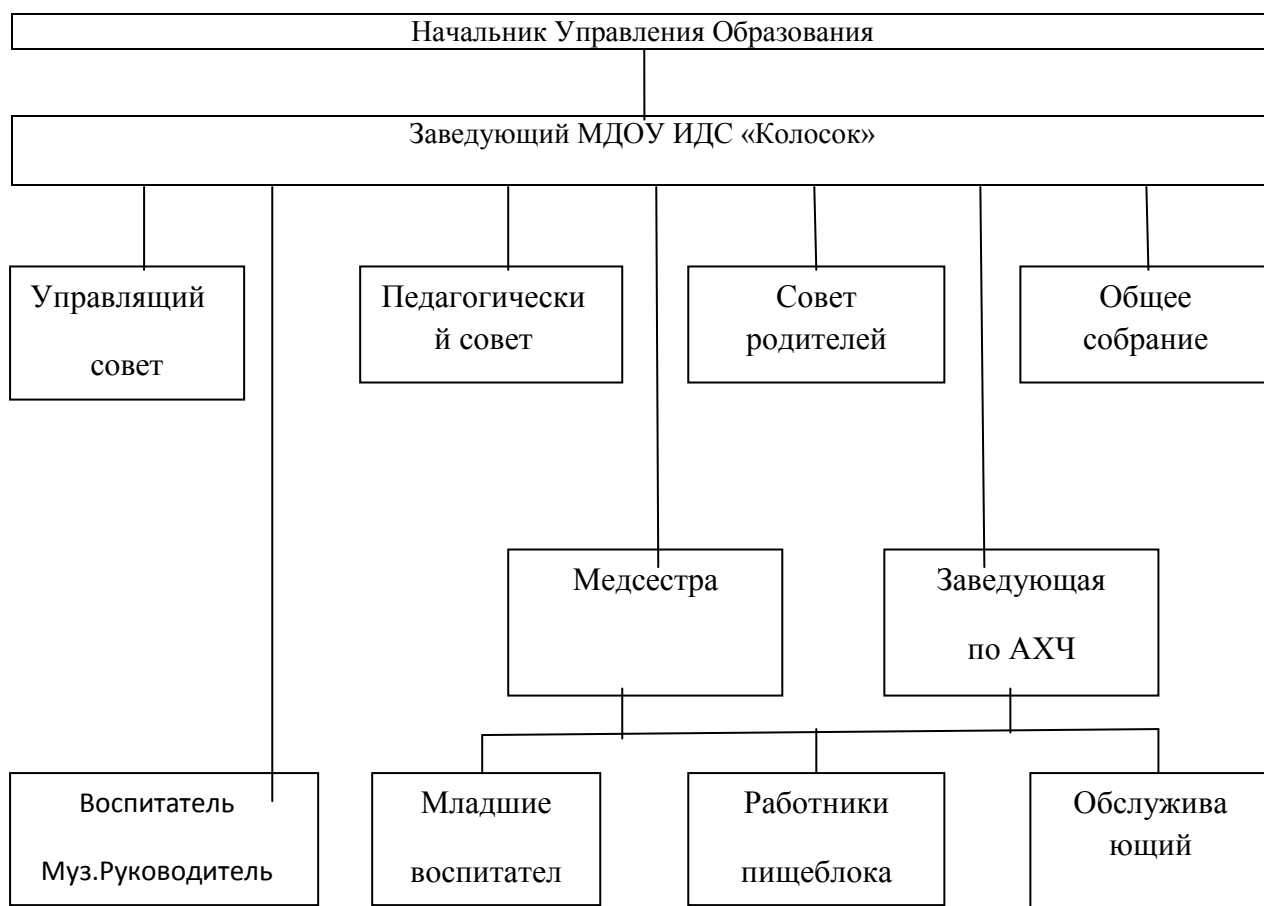 Начальник Управления Образования
Заведующий МДОУ ИДС «Колосок»
Управлящий
совет
Педагогически
й совет
Совет
родителей
Общее
собрание
Медсестра
Заведующая
по АХЧ
Воспитатель
Муз.Руководитель
Младшие
воспитател
Работники
пищеблока
Обслужива
ющий